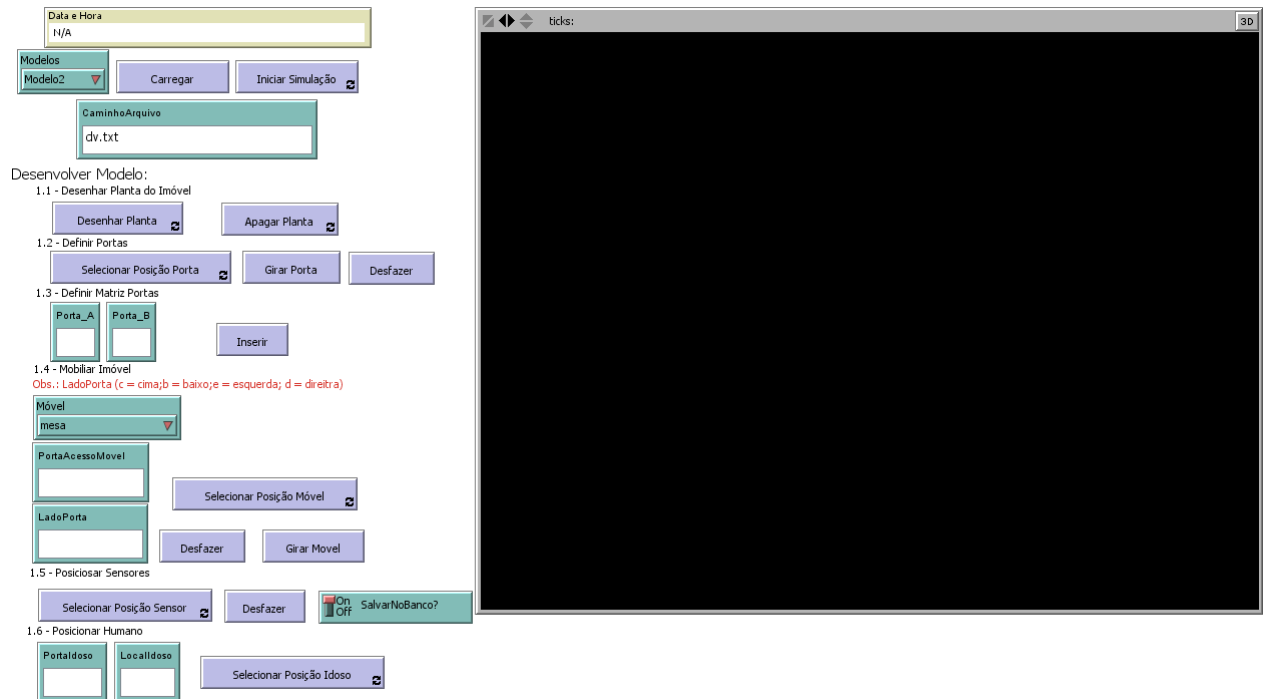 Data e Hora
N/A
ticks:
3D
Modelos
Modelo2
Carregar
Iniciar Simulação
CaminhoArquivo
dv.txt
Desenvolver Modelo:
1.1 - Desenhar Planta do Imóvel
Desenhar Planta
Apagar Planta
1.2 - Definir Portas
Selecionar Posição Porta
Girar Porta
Desfazer
1.3 - Definir Matriz Portas
Porta_A
Porta_B
Inserir
1.4 - Mobiliar Imóvel
Obs.: LadoPorta (c = cima;b = baixo;e = esquerda; d = direitra)
Móvel
mesa
PortaAcessoMovel
Selecionar Posição Móvel
LadoPorta
Desfazer
Girar Movel
1.5 - Posiciosar Sensores
Selecionar Posição Sensor
Desfazer
On
Off
SalvarNoBanco?
1.6 - Posicionar Humano
PortaIdoso
LocalIdoso
Selecionar Posição Idoso